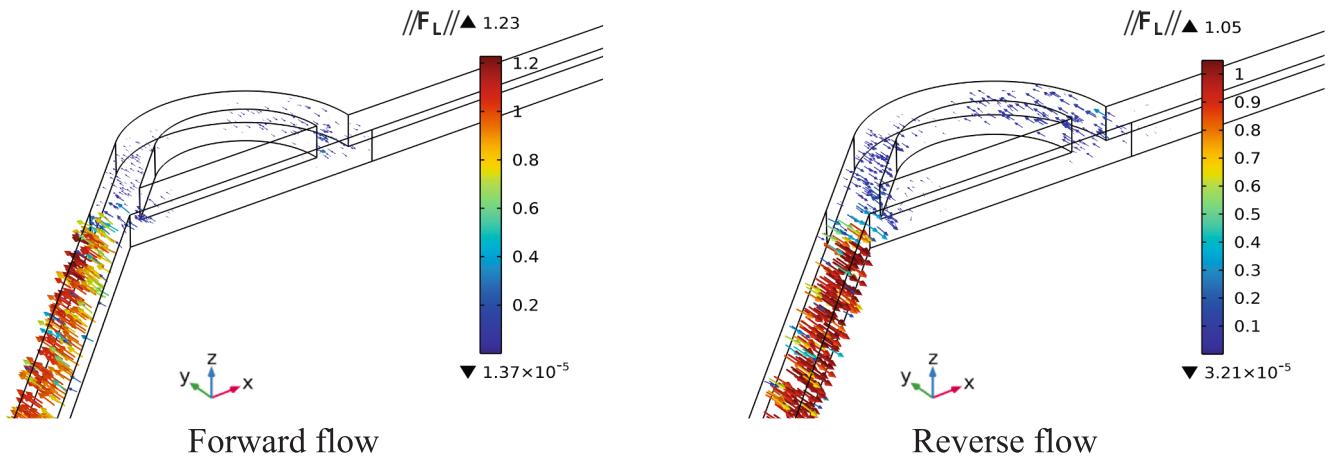 //F_L// ▲ 1.23
1.2
1
0.8
0.6
0.4
0.2
▼ 1.37×10⁻⁵
z
y
x
Forward flow
//F_L// ▲ 1.05
1
0.9
0.8
0.7
0.6
0.5
0.4
0.3
0.2
0.1
▼ 3.21×10⁻⁵
z
y
x
Reverse flow